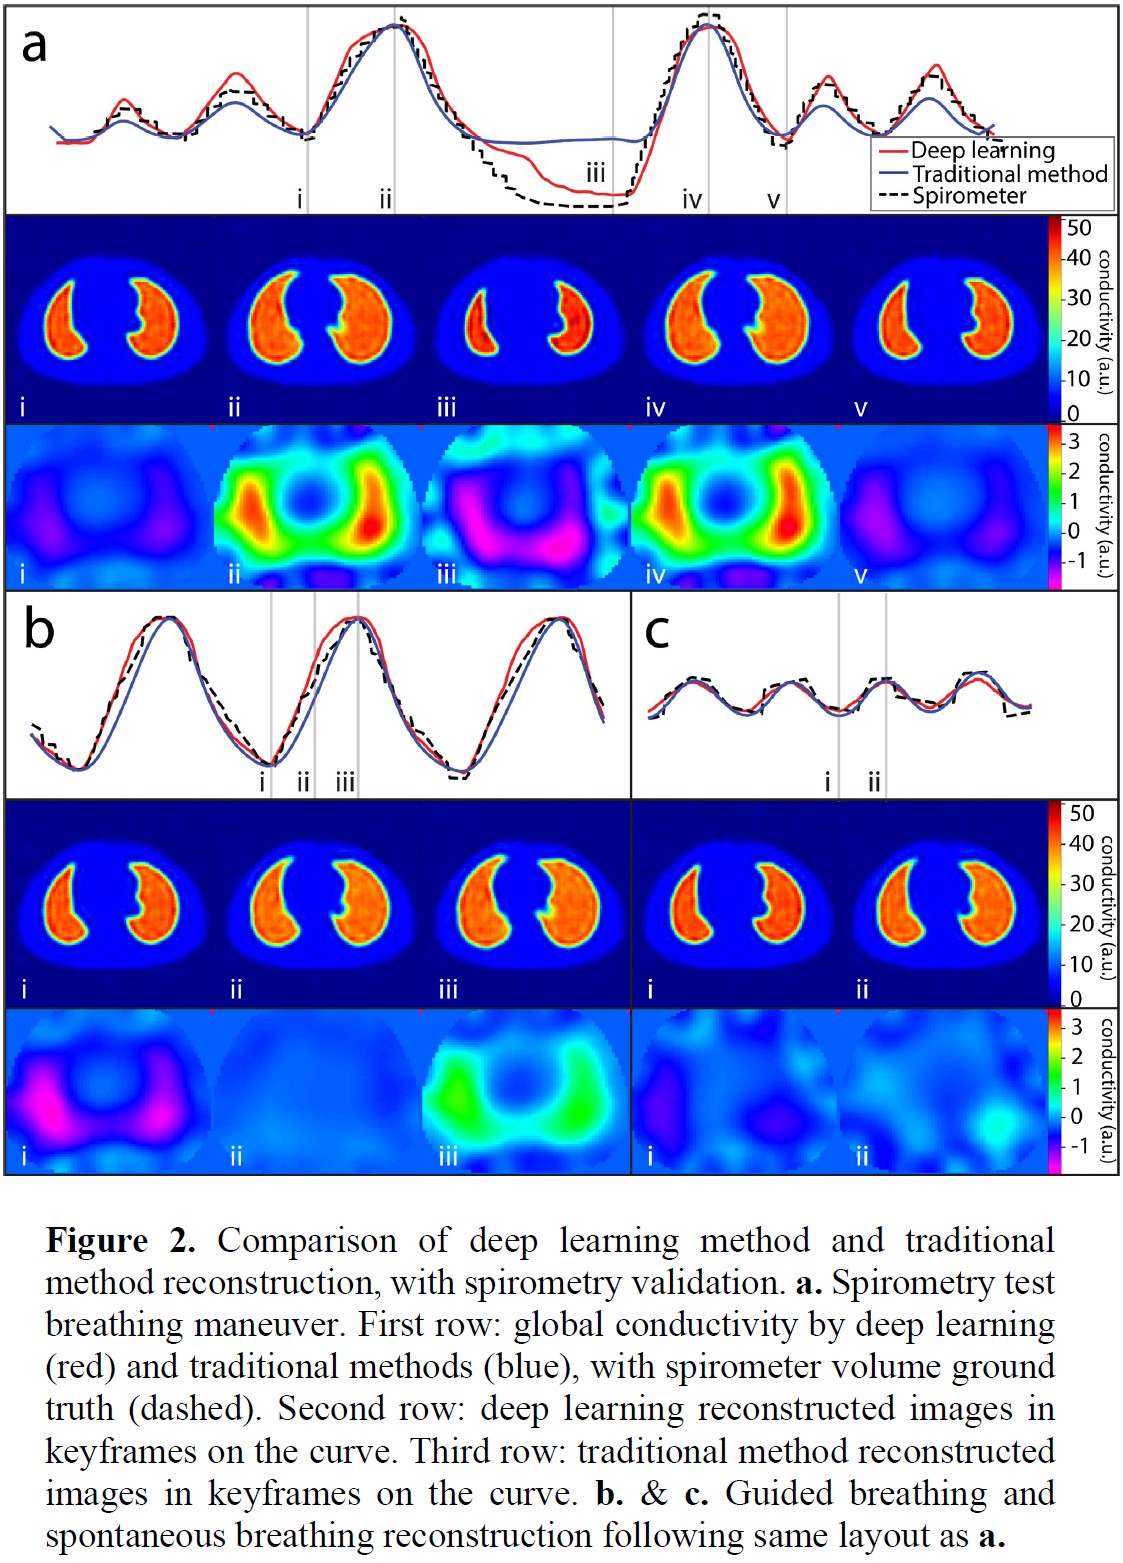 a
i
ii
iii
iv
v
Deep learning
Traditional method
Spirometer
i
ii
iii
iv
v
50
40
30
20
10
0
conductivity (a.u.)
i
ii
iii
iv
v
3
2
1
0
-1
conductivity (a.u.)
b
i
ii
iii
c
i
ii
i
ii
iii
i
ii
50
40
30
20
10
0
conductivity (a.u.)
i
ii
iii
i
ii
3
2
1
0
-1
conductivity (a.u.)
Figure 2. Comparison of deep learning method and traditional
method reconstruction, with spirometry validation. a. Spirometry test
breathing maneuver. First row: global conductivity by deep learning
(red) and traditional methods (blue), with spirometer volume ground
truth (dashed). Second row: deep learning reconstructed images in
keyframes on the curve. Third row: traditional method reconstructed
images in keyframes on the curve. b. & c. Guided breathing and
spontaneous breathing reconstruction following same layout as a.